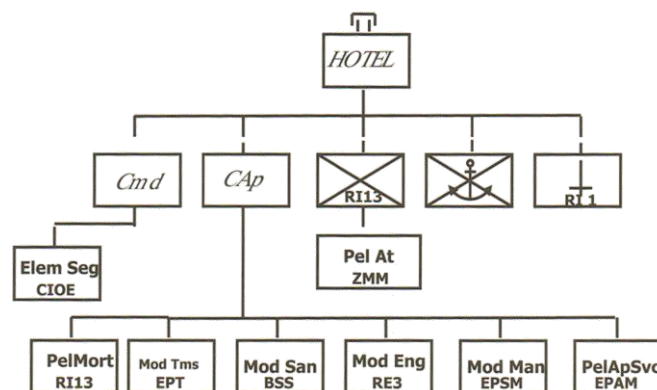 HOTEL
Cmd
CAp
RI13
RI 1
Elem Seg
CIOE
Pel At
ZMM
PelMort
RI13
Mod Tms
EPT
Mod San
BSS
Mod Eng
RE3
Mod Man
EPSM
PelApSvc
EPAM